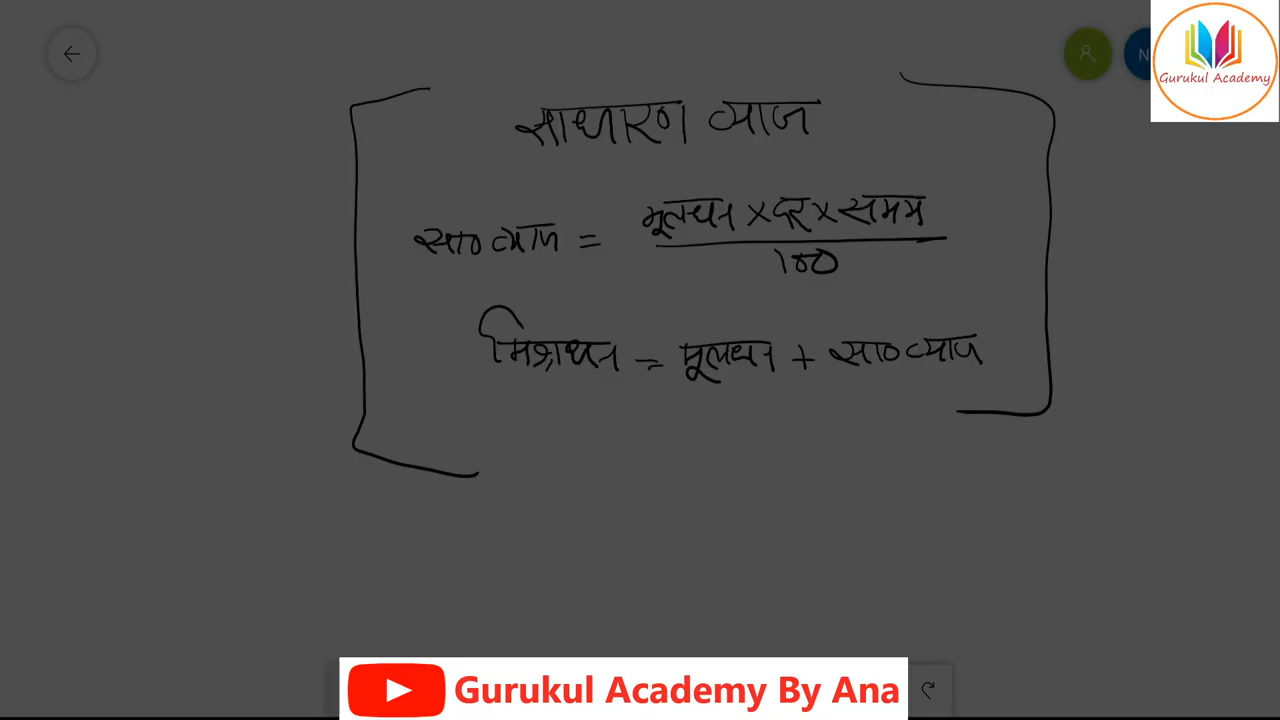 Gurukul Academy
N
साधारण व्याज
सा० व्याज = मूलधन × दर × समय
100
मिश्रधन = मूलधन + सा० व्याज
Gurukul Academy By Ana